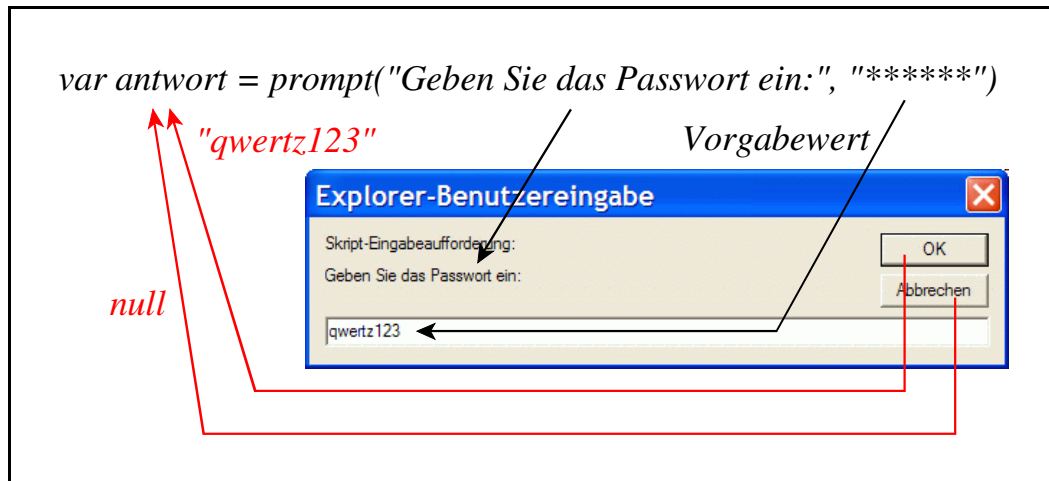 var antwort = prompt("Geben Sie das Passwort ein:", "******")
"qwertz123"
Vorgabewert
Explorer-Benutzereingabe
Skript-Eingabeaufforderung:
OK
Geben Sie das Passwort ein:
Abbrechen
null
qwertz123